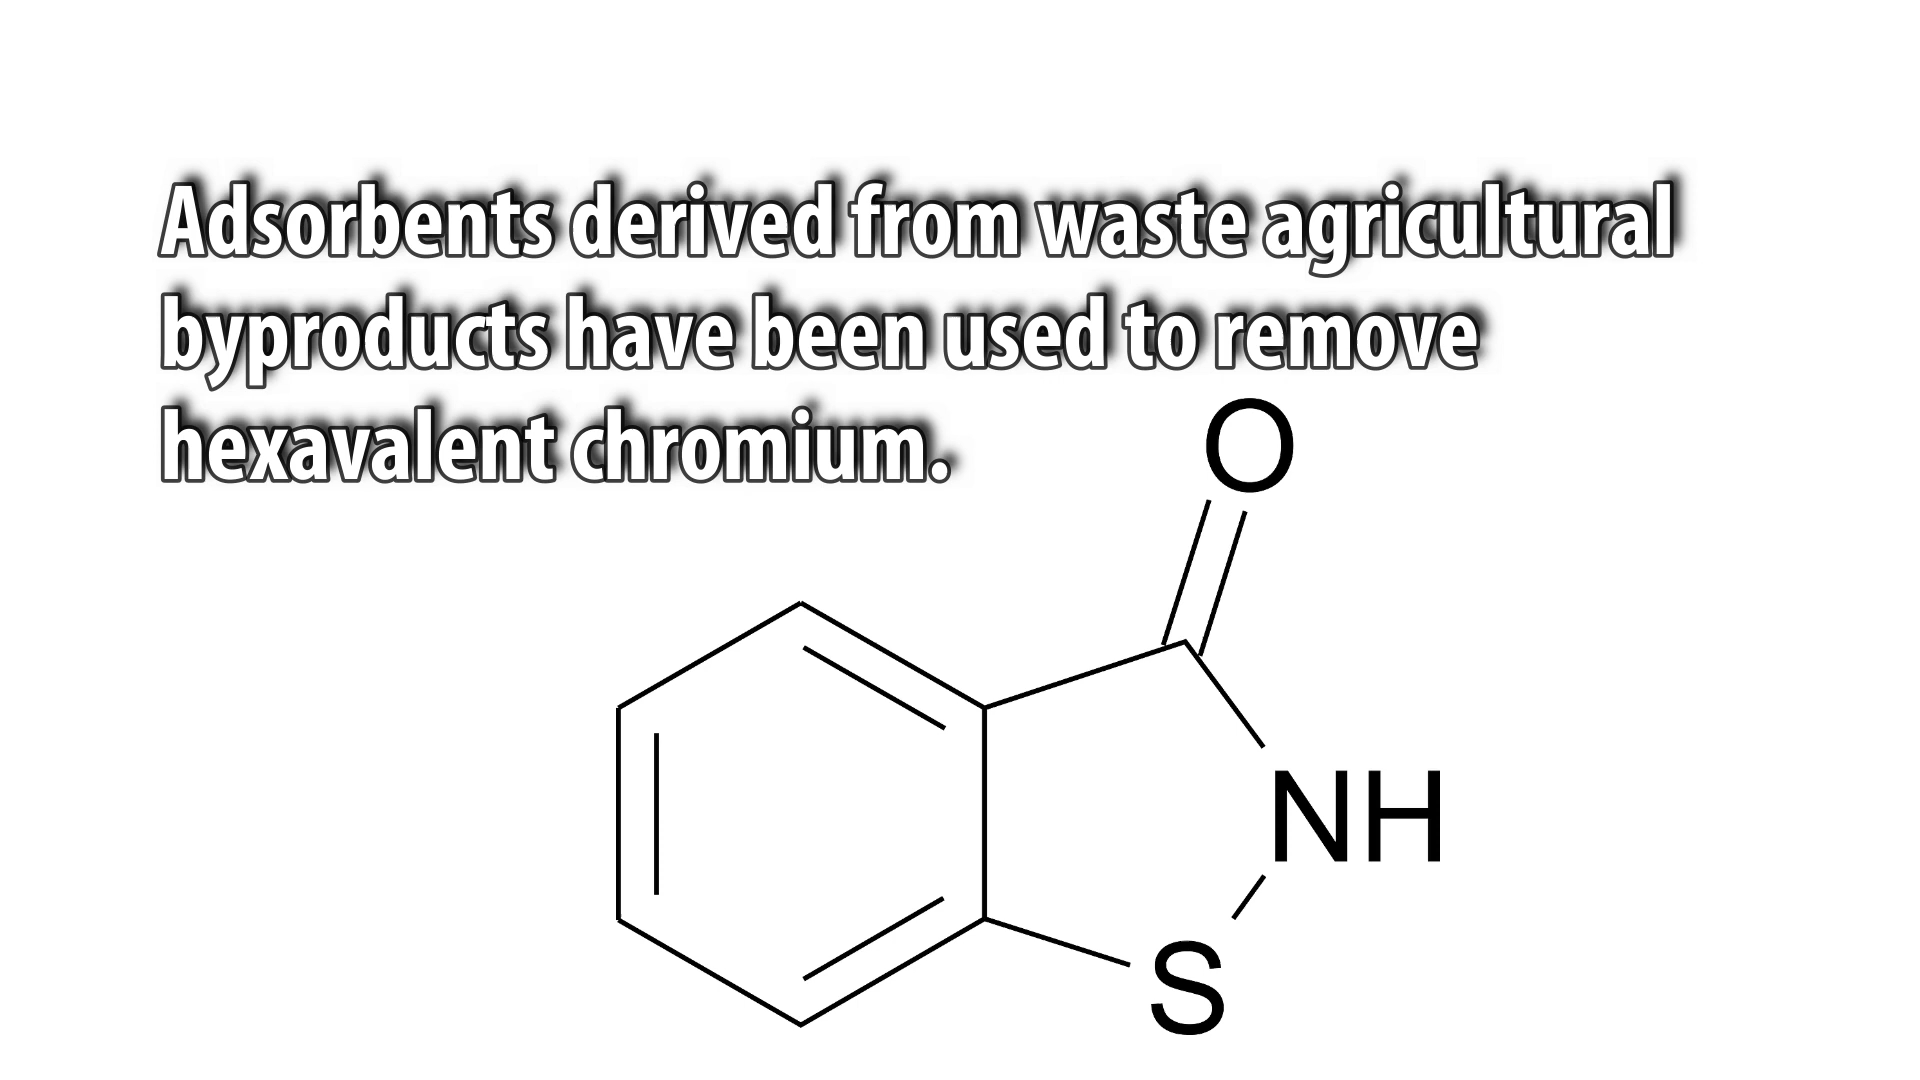 Adsorbents derived from waste agricultural
byproducts have been used to remove
hexavalent chromium.
O
NH
S